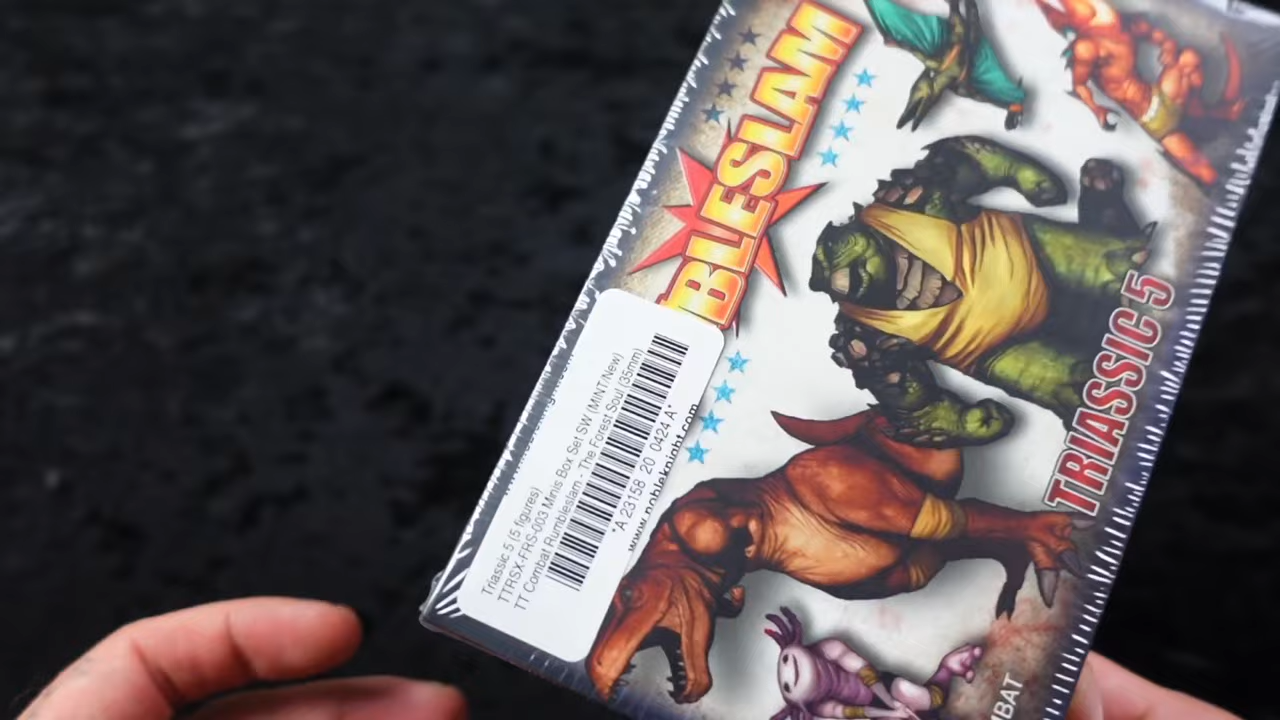 BLESLAM
TRIASSIC 5
Triassic 5 (5 figures)
TTRSX-FRS-003 Minis Box Set SW (MINT/New)
TT Combat Rumbleslam - The Forest Soul (35mm)
*A 23158 20 0424 A*
www.nobleknight.com
MBAT